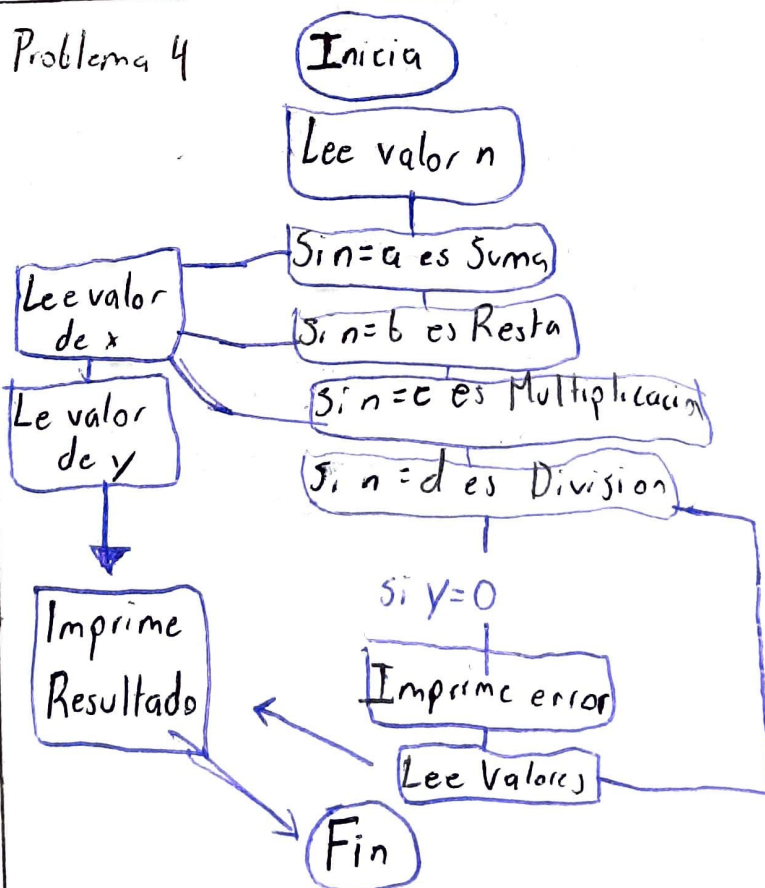 Problema 4
Inicia
Lee valor n
Si n=a es Suma
Lee valor
de x
Si n=b es Resta
Si n=c es Multiplicación
Le valor
de y
Si n=d es Division
Si y=0
Imprime
Resultado
Imprime error
Lee Valores
Fin